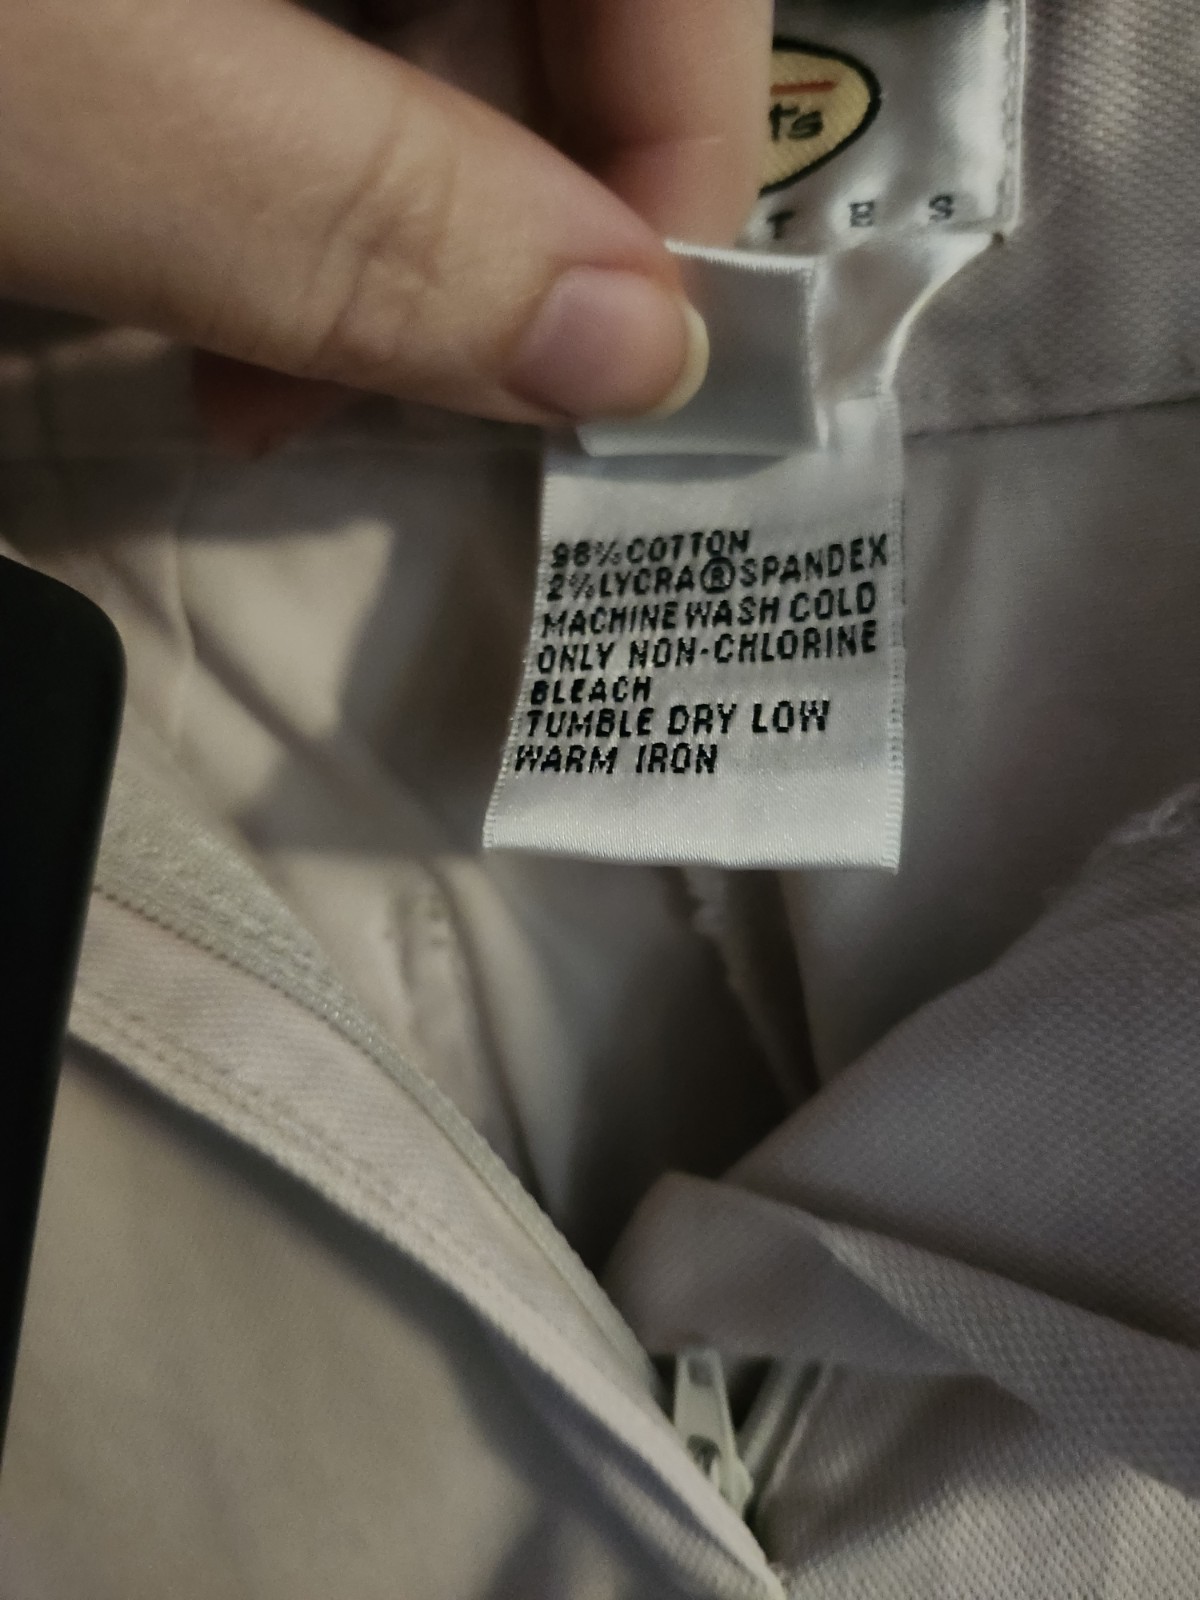 t's
T E S
98% COTTON
2% LYCRA® SPANDEX
MACHINE WASH COLD
ONLY NON-CHLORINE
BLEACH
TUMBLE DRY LOW
WARM IRON